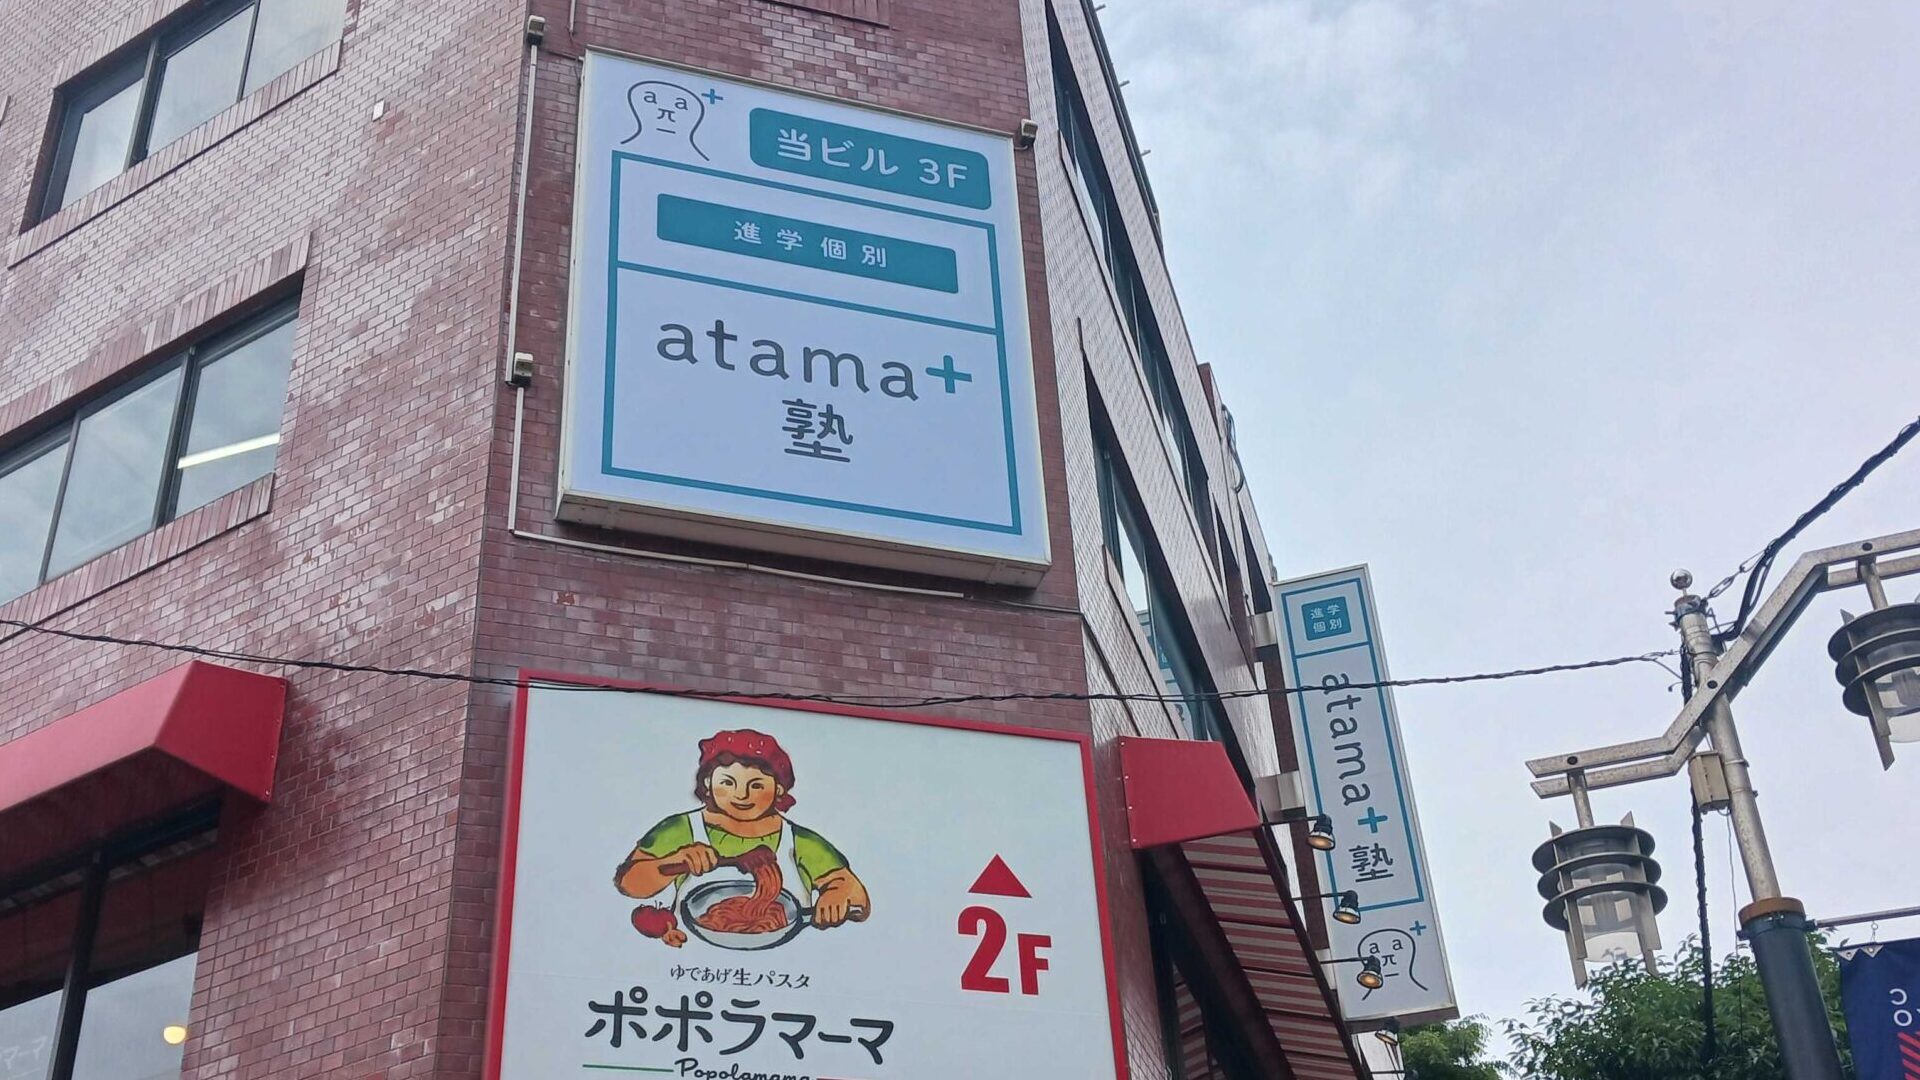 a a +
π
当ビル 3F
進学個別
atama+
塾
ゆであげ生パスタ
ポポラマーマ
Popolamama
2F
進学
個別
atama+
塾
a a +
π